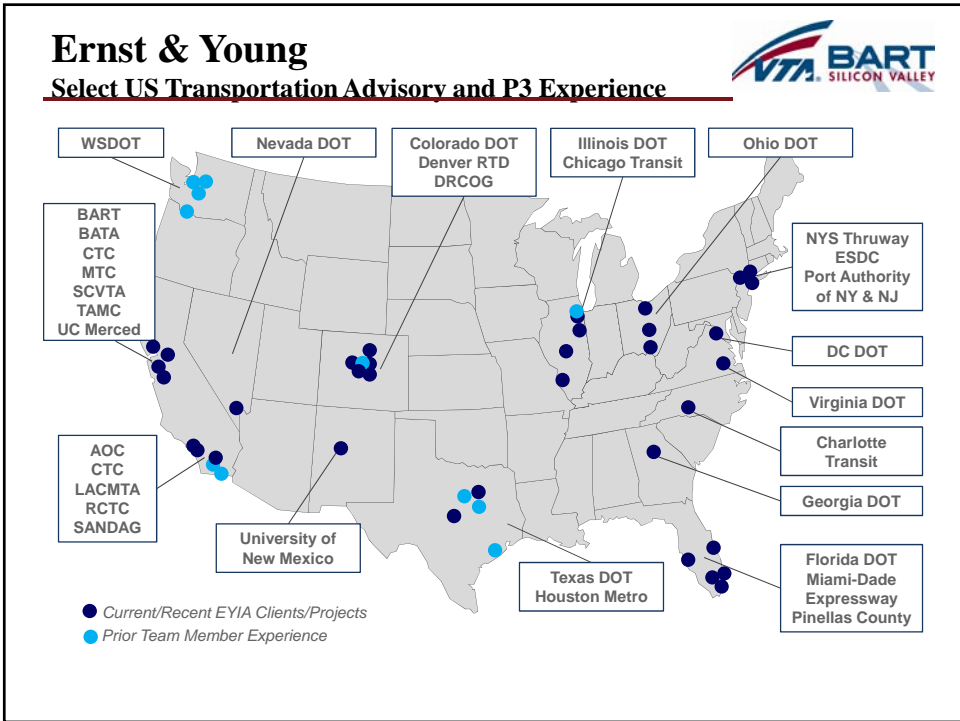 Ernst & Young
Select US Transportation Advisory and P3 Experience
VTA BART
SILICON VALLEY
WSDOT
Nevada DOT
Colorado DOT
Denver RTD
DRCOG
Illinois DOT
Chicago Transit
Ohio DOT
BART
BATA
CTC
MTC
SCVTA
TAMC
UC Merced
NYS Thruway
ESDC
Port Authority
of NY & NJ
DC DOT
Virginia DOT
Charlotte
Transit
Georgia DOT
AOC
CTC
LACMTA
RCTC
SANDAG
University of
New Mexico
Texas DOT
Houston Metro
Florida DOT
Miami-Dade
Expressway
Pinellas County
Current/Recent EYIA Clients/Projects
Prior Team Member Experience